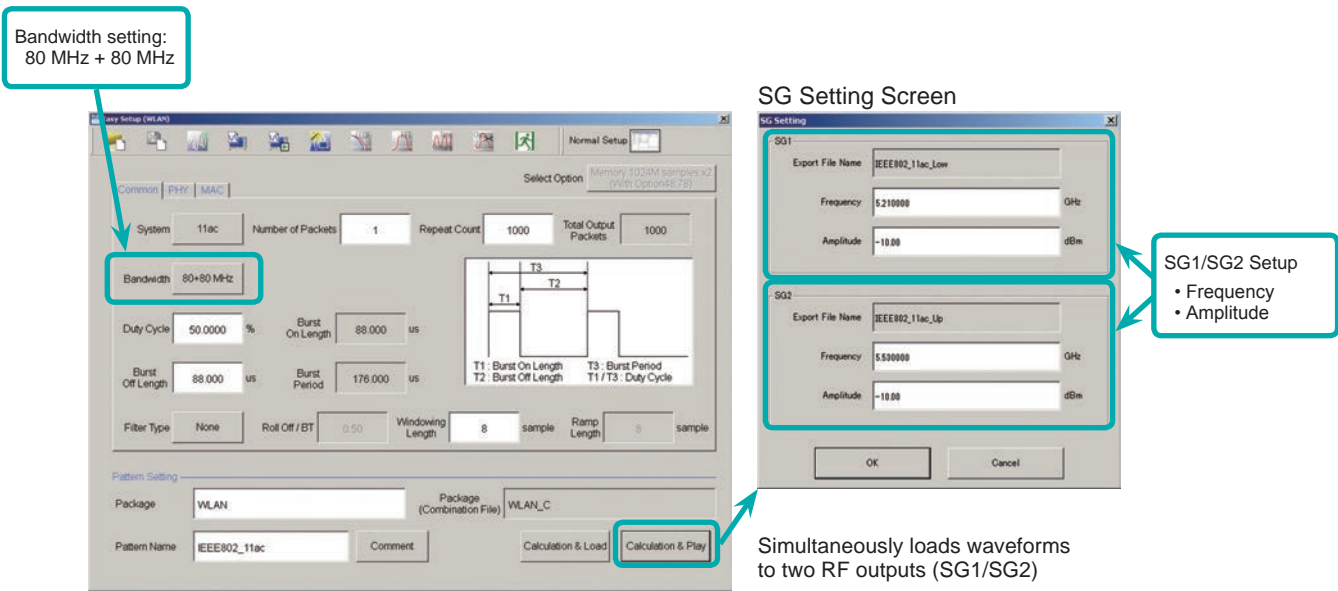 Bandwidth setting:
80 MHz + 80 MHz
Easy Setup (WLAN)
Normal Setup
Select Option
Memory 1024M samples x2
(With Option48,78)
Common
PHY
MAC
System
11ac
Number of Packets
1
Repeat Count
1000
Total Output
Packets
1000
Bandwidth
80+80 MHz
T3
T2
T1
T1 : Burst On Length
T3 : Burst Period
T2 : Burst Off Length
T1 / T3 : Duty Cycle
Duty Cycle
50.0000
%
Burst
On Length
88.000
us
Burst
Off Length
88.000
us
Burst
Period
176.000
us
Filter Type
None
Roll Off / BT
0.50
Windowing
Length
8
sample
Ramp
Length
8
sample
Pattern Setting
Package
WLAN
Package
(Combination File)
WLAN_C
Pattern Name
IEEE802_11ac
Comment
Calculation & Load
Calculation & Play
SG Setting Screen
SG Setting
SG1
Export File Name
IEEE802_11ac_Low
Frequency
5.210000
GHz
Amplitude
-10.00
dBm
SG2
Export File Name
IEEE802_11ac_Up
Frequency
5.530000
GHz
Amplitude
-10.00
dBm
OK
Cancel
SG1/SG2 Setup
• Frequency
• Amplitude
Simultaneously loads waveforms
to two RF outputs (SG1/SG2)